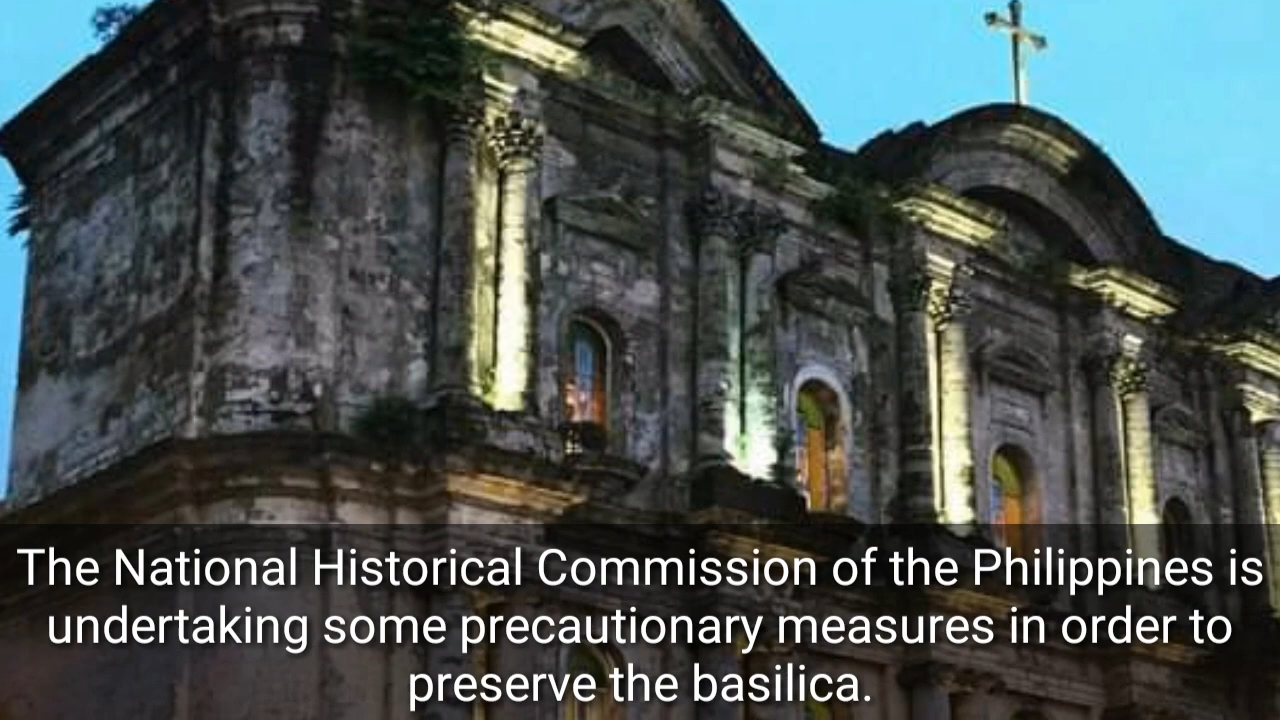 The National Historical Commission of the Philippines is
undertaking some precautionary measures in order to
preserve the basilica.